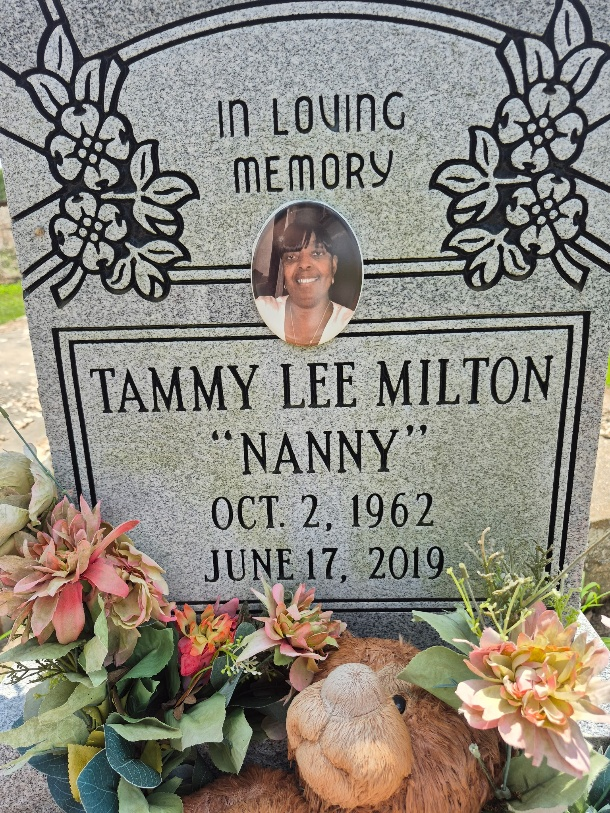 IN LOVING
MEMORY
TAMMY LEE MILTON
“NANNY”
OCT. 2, 1962
JUNE 17, 2019